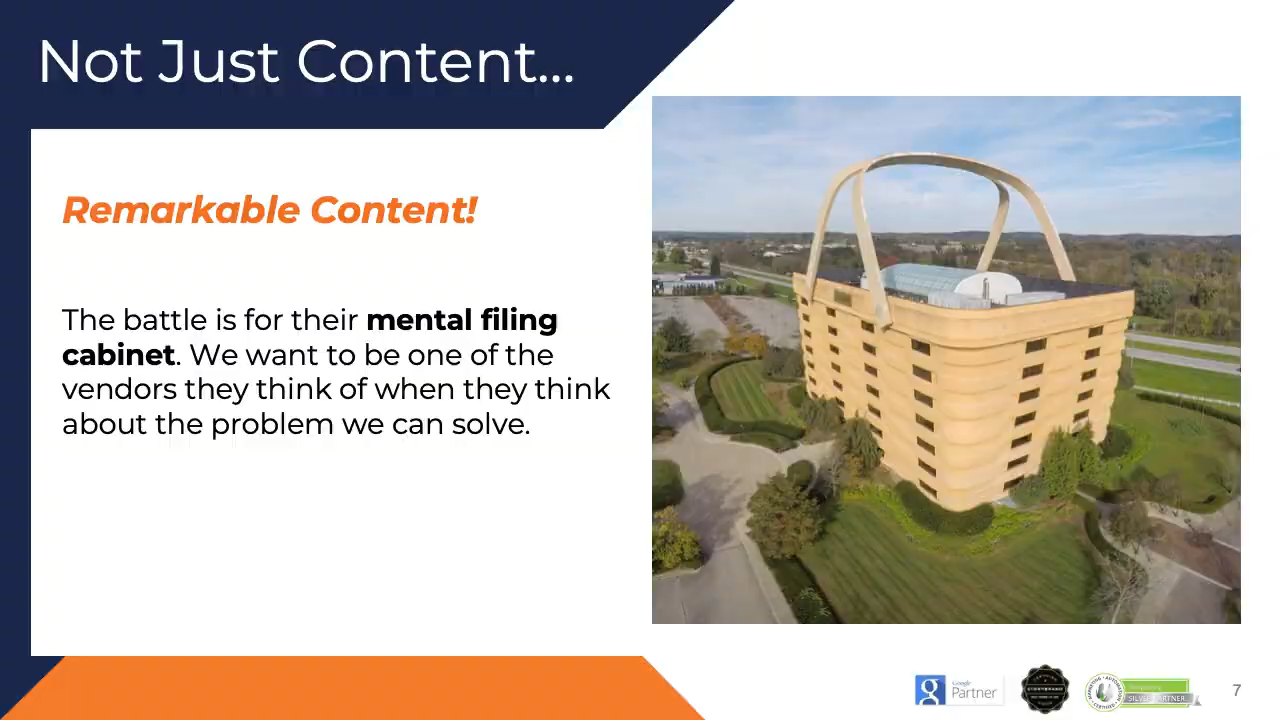 Not Just Content...
Remarkable Content!
The battle is for their mental filing
cabinet. We want to be one of the
vendors they think of when they think
about the problem we can solve.
Google
Partner
SILVER PARTNER
7